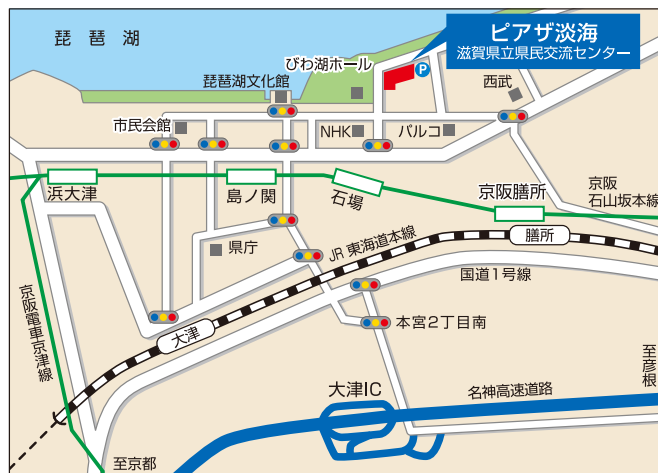 琵琶湖
ピアザ淡海
滋賀県立県民交流センター
びわ湖ホール
P
琵琶湖文化館
西武
市民会館
NHK
パルコ
浜大津
島ノ関
石場
京阪膳所
京阪
石山坂本線
県庁
JR東海道本線
膳所
国道1号線
京阪電車京津線
大津
本宮2丁目南
至彦根
大津IC
名神高速道路
至京都